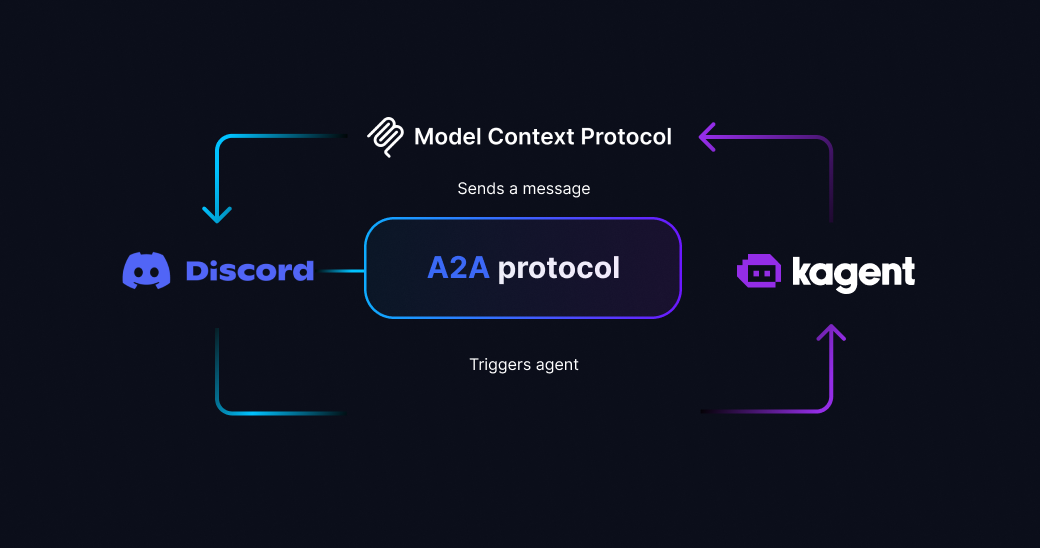 Model Context Protocol
Sends a message
Discord
A2A protocol
kagent
Triggers agent